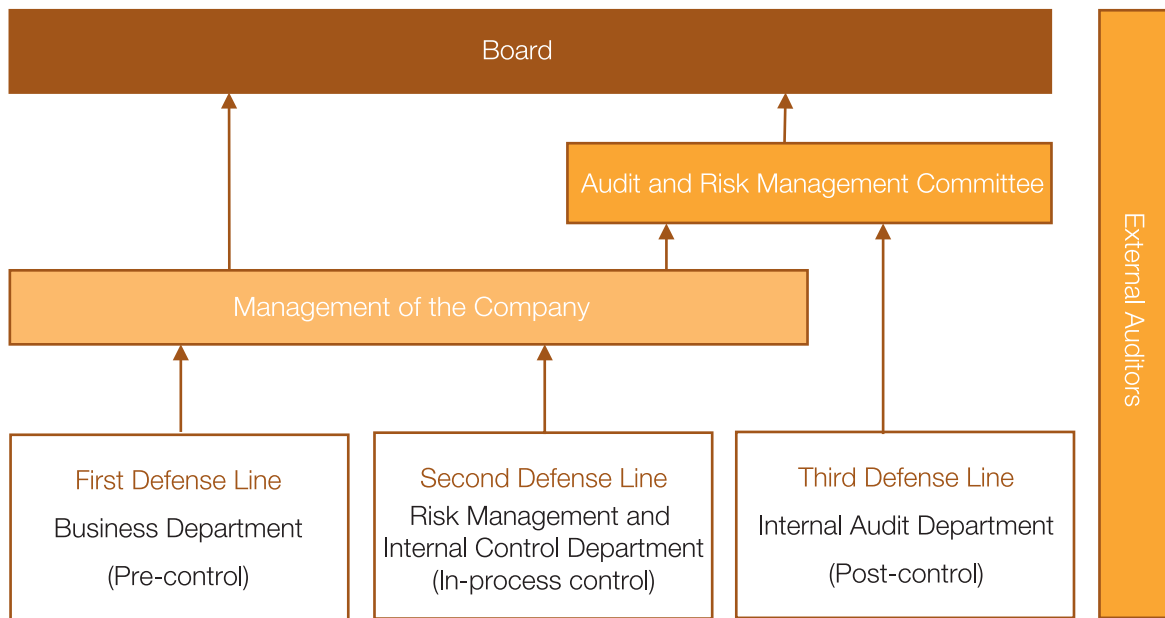 Board
Audit and Risk Management Committee
Management of the Company
First Defense Line
Business Department
(Pre-control)
Second Defense Line
Risk Management and
Internal Control Department
(In-process control)
Third Defense Line
Internal Audit Department
(Post-control)
External Auditors